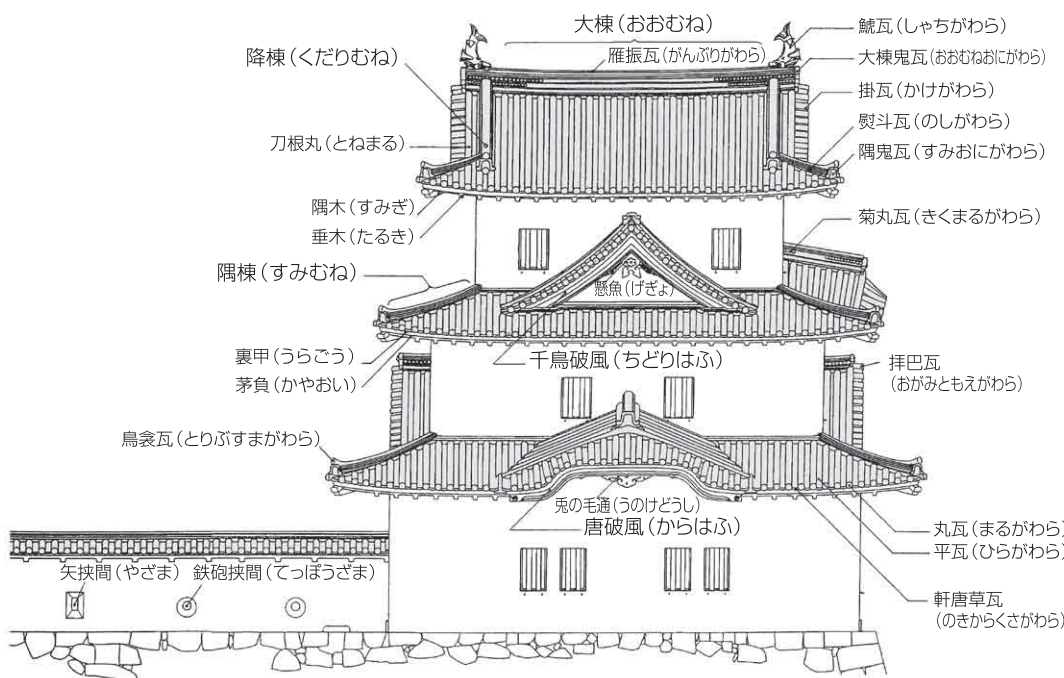 大棟（おおむね）
鯱瓦（しゃちがわら）
降棟（くだりむね）
雁振瓦（がんぶりがわら）
大棟鬼瓦（おおむねおにがわら）
掛瓦（かけがわら）
熨斗瓦（のしがわら）
刀根丸（とねまる）
隅鬼瓦（すみおにがわら）
隅木（すみぎ）
菊丸瓦（きくまるがわら）
垂木（たるき）
隅棟（すみむね）
懸魚（げぎょ）
裏甲（うらごう）
千鳥破風（ちどりはふ）
拝巴瓦
（おがみともえがわら）
茅負（かやおい）
鳥衾瓦（とりぶすまがわら）
兎の毛通（うのけどうし）
唐破風（からはふ）
丸瓦（まるがわら）
平瓦（ひらがわら）
矢挟間（やざま）
鉄砲挟間（てっぽうざま）
軒唐草瓦
（のきからくさがわら）